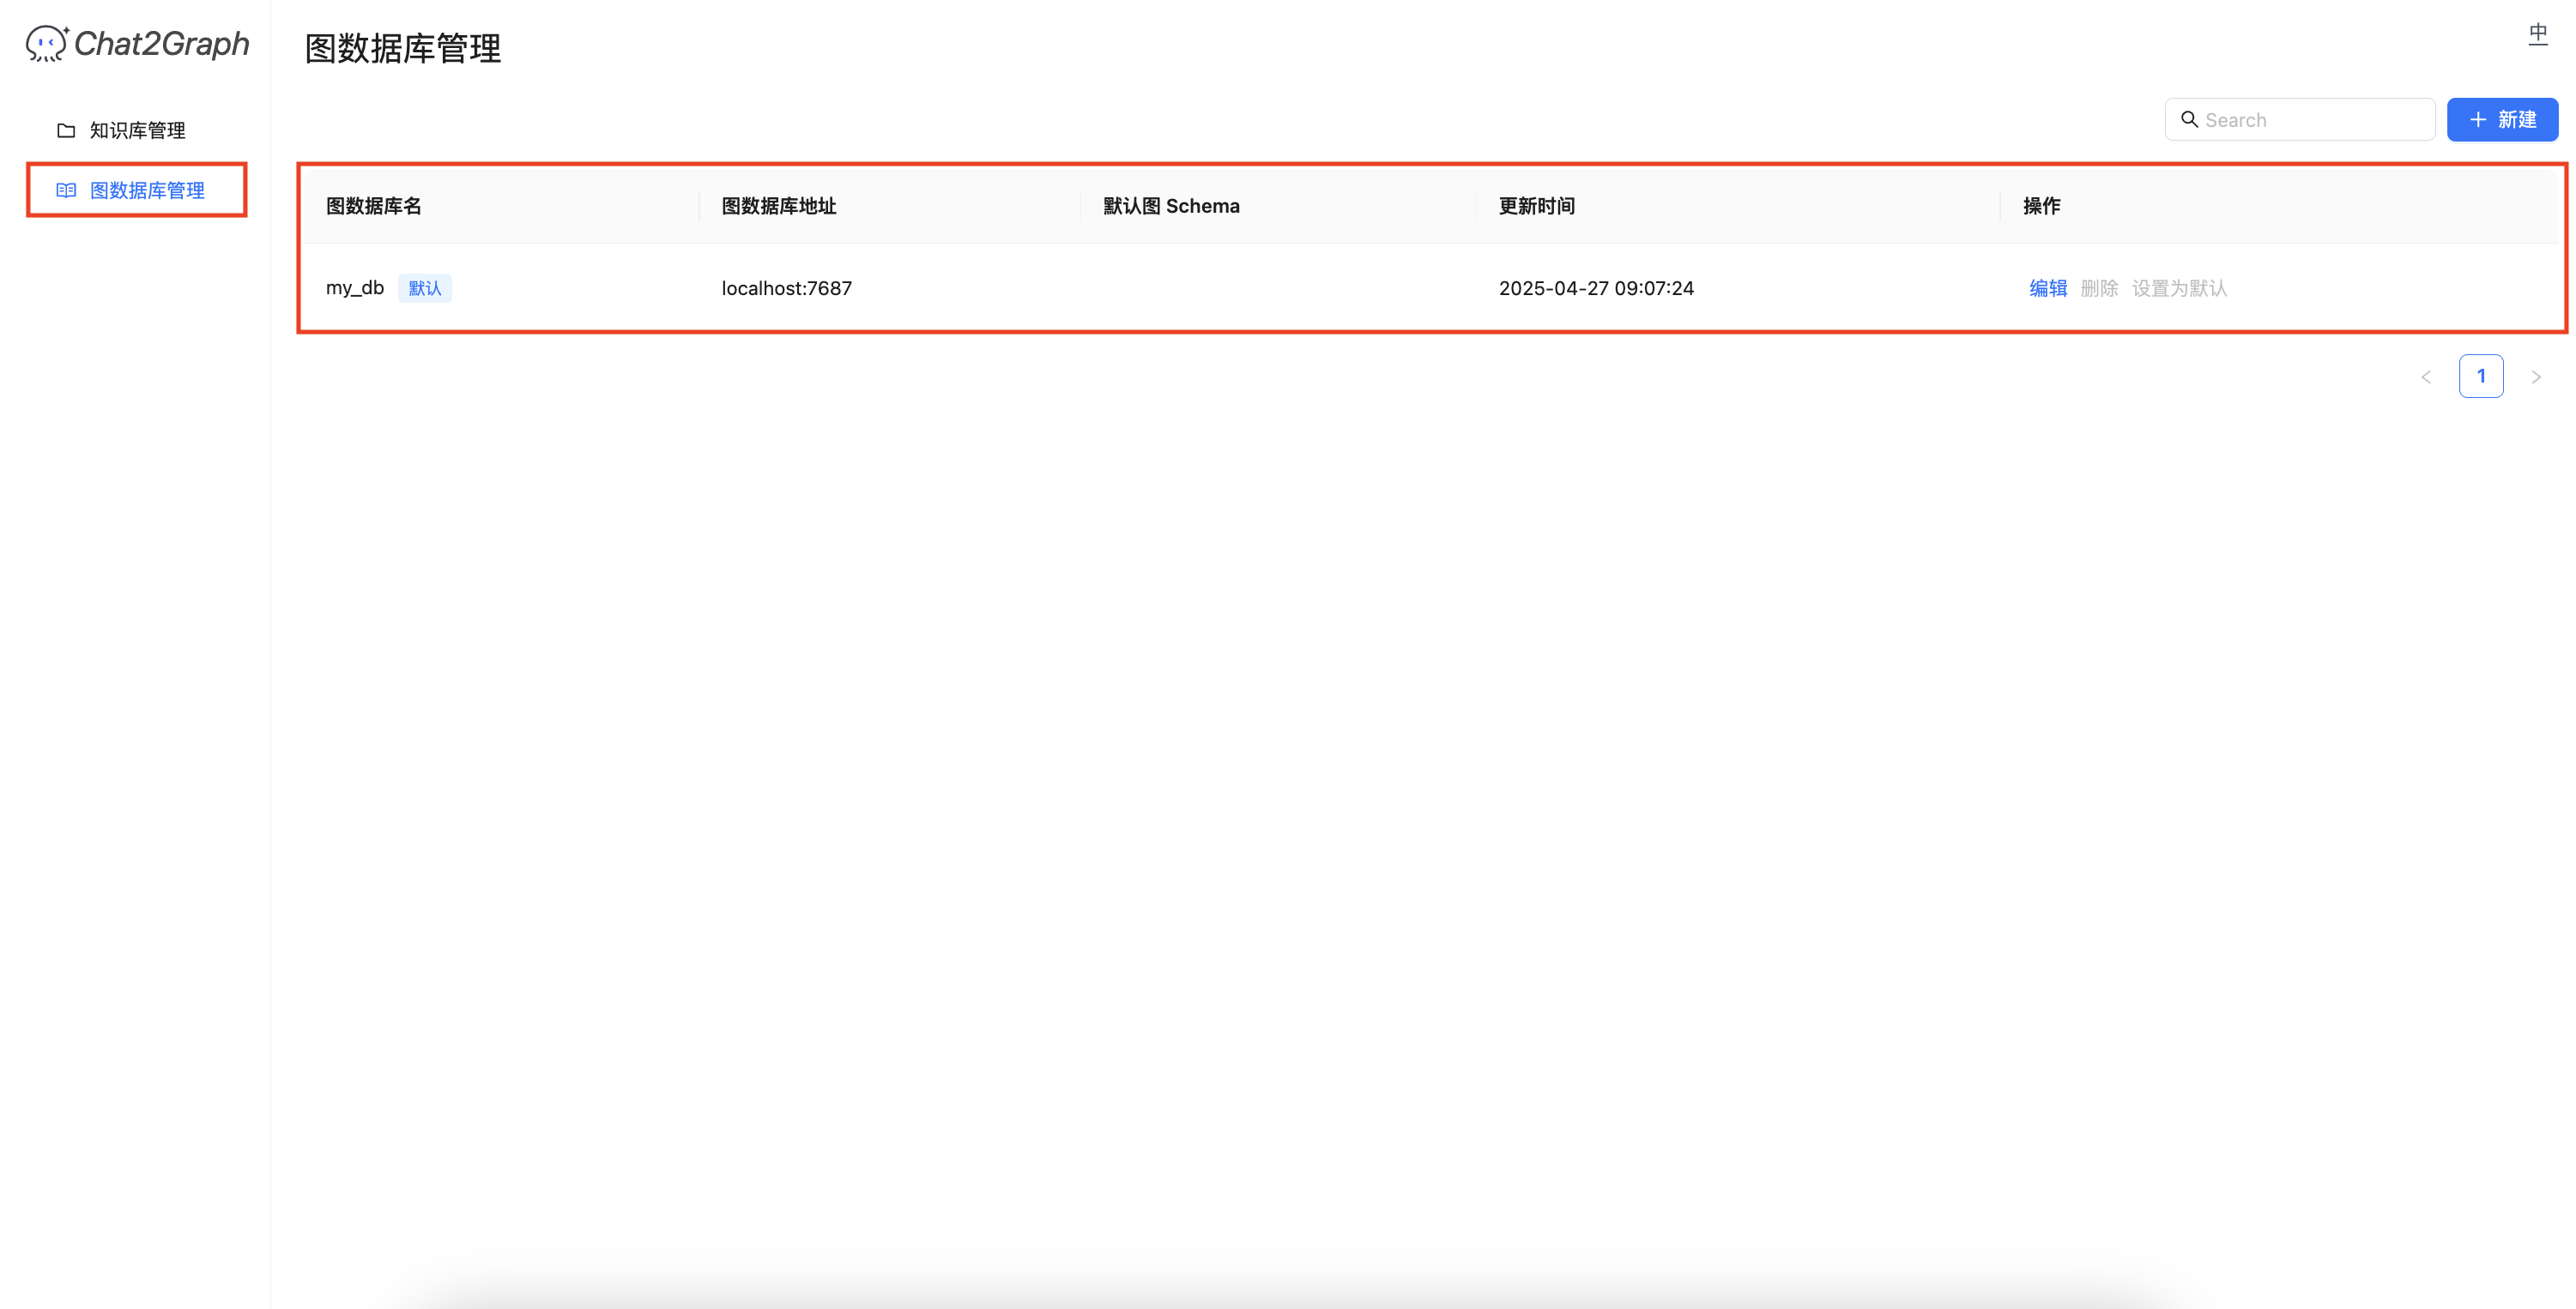 Chat2Graph
图数据库管理
中
知识库管理
图数据库管理
Search
新建
图数据库名 图数据库地址 默认图 Schema 更新时间 操作
my_db 默认 localhost:7687 2025-04-27 09:07:24 编辑 删除 设置为默认
1